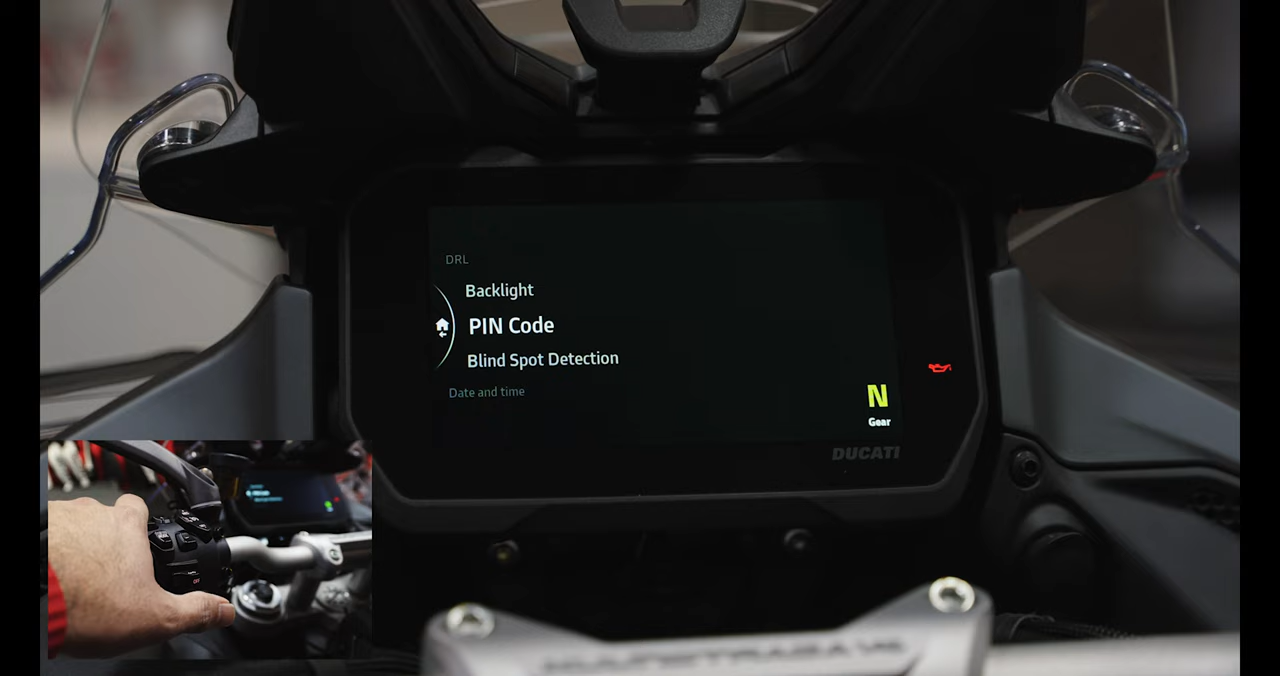 DRL
Backlight
PIN Code
Blind Spot Detection
Date and time
N
Gear
DUCATI